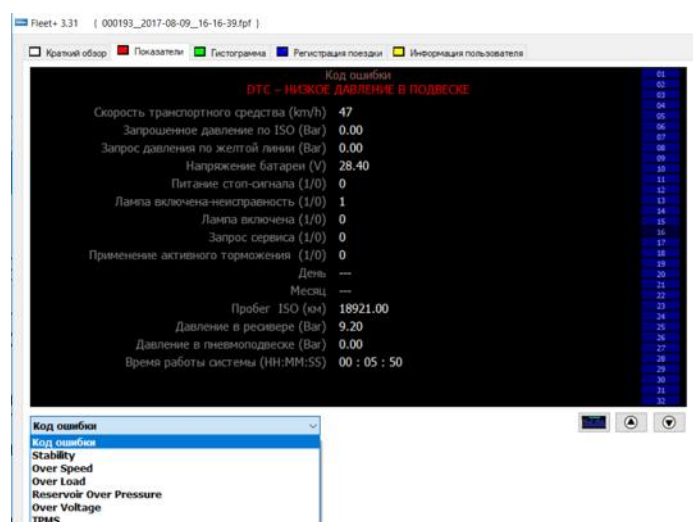 Fleet+ 3.31 { 000193__2017-08-09__16-16-39.fpf }
Краткий обзор Показатели Гистограмма Регистрация поездки Информация пользователя
Код ошибки
DTC – НИЗКОЕ ДАВЛЕНИЕ В ПОДВЕСКЕ
Скорость транспортного средства (km/h) 47
Запрошенное давление по ISO (Bar) 0.00
Запрос давления по желтой линии (Bar) 0.00
Напряжение батареи (V) 28.40
Питание стоп-сигнала (1/0) 0
Лампа включена-неисправность (1/0) 1
Лампа включена (1/0) 0
Запрос сервиса (1/0) 0
Применение активного торможения (1/0) 0
День ---
Месяц ---
Пробег ISO (км) 18921.00
Давление в ресивере (Bar) 9.20
Давление в пневмоподвеске (Bar) 0.00
Время работы системы (HH:MM:SS) 00 : 05 : 50
01
02
03
04
05
06
07
08
09
10
11
12
13
14
15
16
17
18
19
20
21
22
23
24
25
26
27
28
29
30
31
32
Код ошибки
Код ошибки
Stability
Over Speed
Over Load
Reservoir Over Pressure
Over Voltage
TPMS